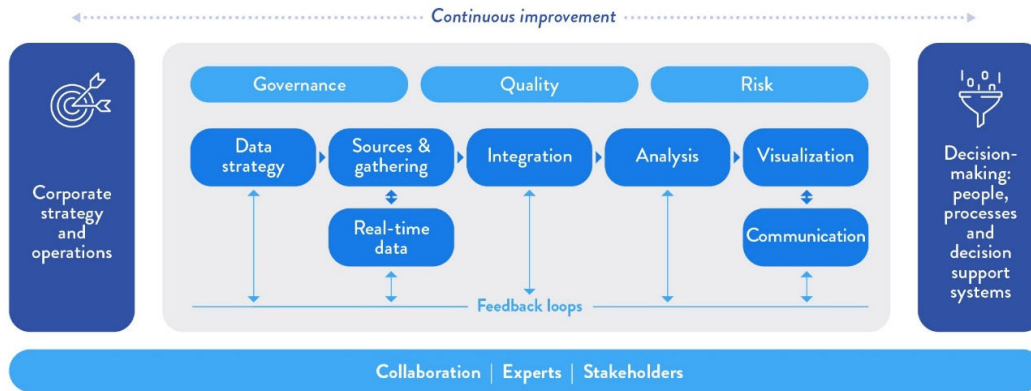 Continuous improvement
Corporate
strategy
and
operations
Governance
Quality
Risk
Data
strategy
Sources &
gathering
Integration
Analysis
Visualization
Real-time
data
Communication
Feedback loops
Decision-
making:
people,
processes
and
decision
support
systems
Collaboration | Experts | Stakeholders